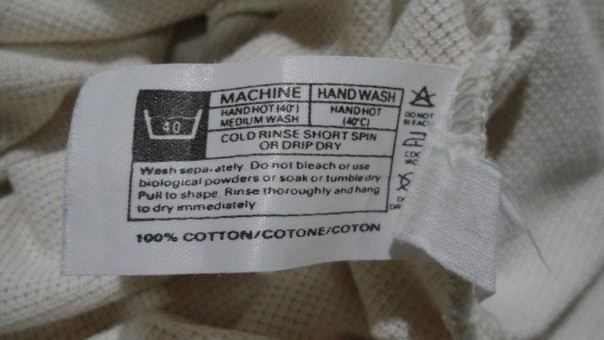 40
MACHINE HAND WASH
HAND HOT (40°) HAND HOT
MEDIUM WASH (40°C)
COLD RINSE SHORT SPIN
OR DRIP DRY
Wash separately Do not bleach or use
biological powders or soak or tumble dry
Pull to shape Rinse thoroughly and hang
to dry immediately
100% COTTON/COTONE/COTON
DO NOT